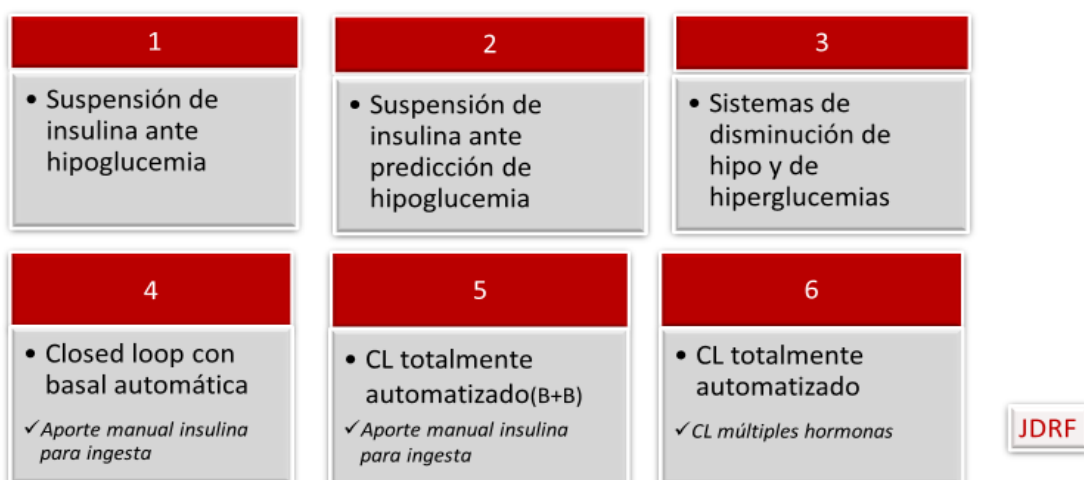 1
• Suspensión de
insulina ante
hipoglucemia
2
• Suspensión de
insulina ante
predicción de
hipoglucemia
3
• Sistemas de
disminución de
hipo y de
hiperglucemias
4
• Closed loop con
basal automática
✓Aporte manual insulina
para ingesta
5
• CL totalmente
automatizado(B+B)
✓Aporte manual insulina
para ingesta
6
• CL totalmente
automatizado
✓CL múltiples hormonas
JDRF